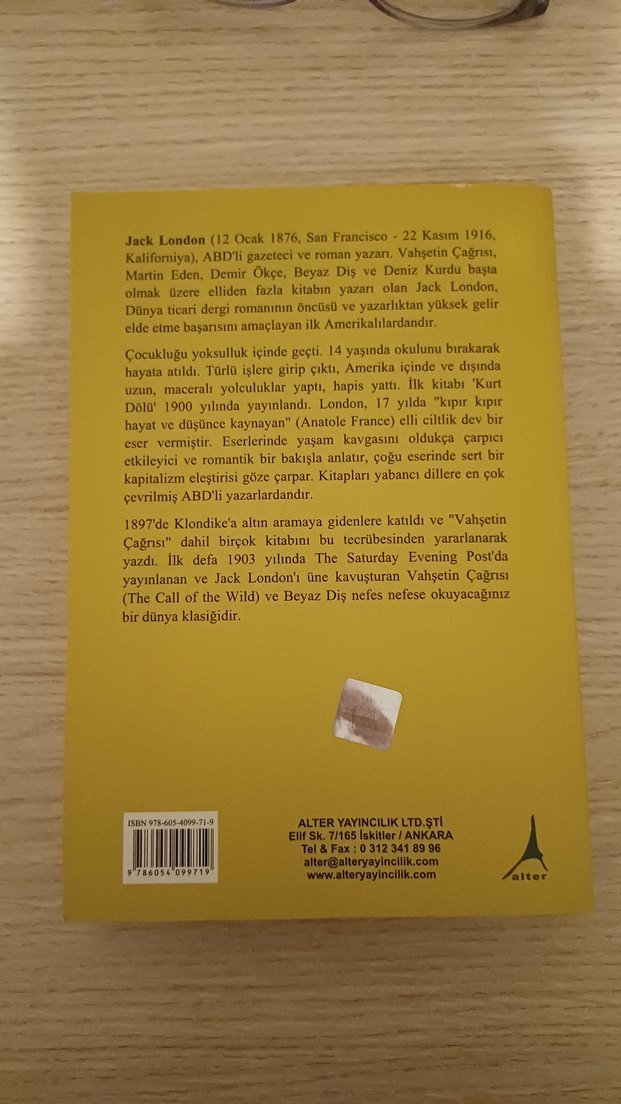 Jack London (12 Ocak 1876, San Francisco - 22 Kasım 1916,
Kaliforniya), ABD'li gazeteci ve roman yazarı. Vahşetin Çağrısı,
Martin Eden, Demir Ökçe, Beyaz Diş ve Deniz Kurdu başta
olmak üzere elliden fazla kitabın yazarı olan Jack London,
Dünya ticari dergi romanının öncüsü ve yazarlıktan yüksek gelir
elde etme başarısını amaçlayan ilk Amerikalılardandır.
Çocukluğu yoksulluk içinde geçti. 14 yaşında okulunu bırakarak
hayata atıldı. Türlü işlere girip çıktı, Amerika içinde ve dışında
uzun, maceralı yolculuklar yaptı, hapis yattı. İlk kitabı 'Kurt
Dölü' 1900 yılında yayınlandı. London, 17 yılda "kıpır kıpır
hayat ve düşünce kaynayan" (Anatole France) elli ciltlik dev bir
eser vermiştir. Eserlerinde yaşam kavgasını oldukça çarpıcı
etkileyici ve romantik bir bakışla anlatır, çoğu eserinde sert bir
kapitalizm eleştirisi göze çarpar. Kitapları yabancı dillere en çok
çevrilmiş ABD'li yazarlardandır.
1897'de Klondike'a altın aramaya gidenlere katıldı ve "Vahşetin
Çağrısı" dahil birçok kitabını bu tecrübesinden yararlanarak
yazdı. İlk defa 1903 yılında The Saturday Evening Post'da
yayınlanan ve Jack London'ı üne kavuşturan Vahşetin Çağrısı
(The Call of the Wild) ve Beyaz Diş nefes nefese okuyacağınız
bir dünya klasiğidir.
ISBN 978-605-4099-71-9
9 786054 099719
ALTER YAYINCILIK LTD.ŞTİ
Elif Sk. 7/165 İskitler / ANKARA
Tel & Fax : 0 312 341 89 96
alter@alteryayincilik.com
www.alteryayincilik.com
alter